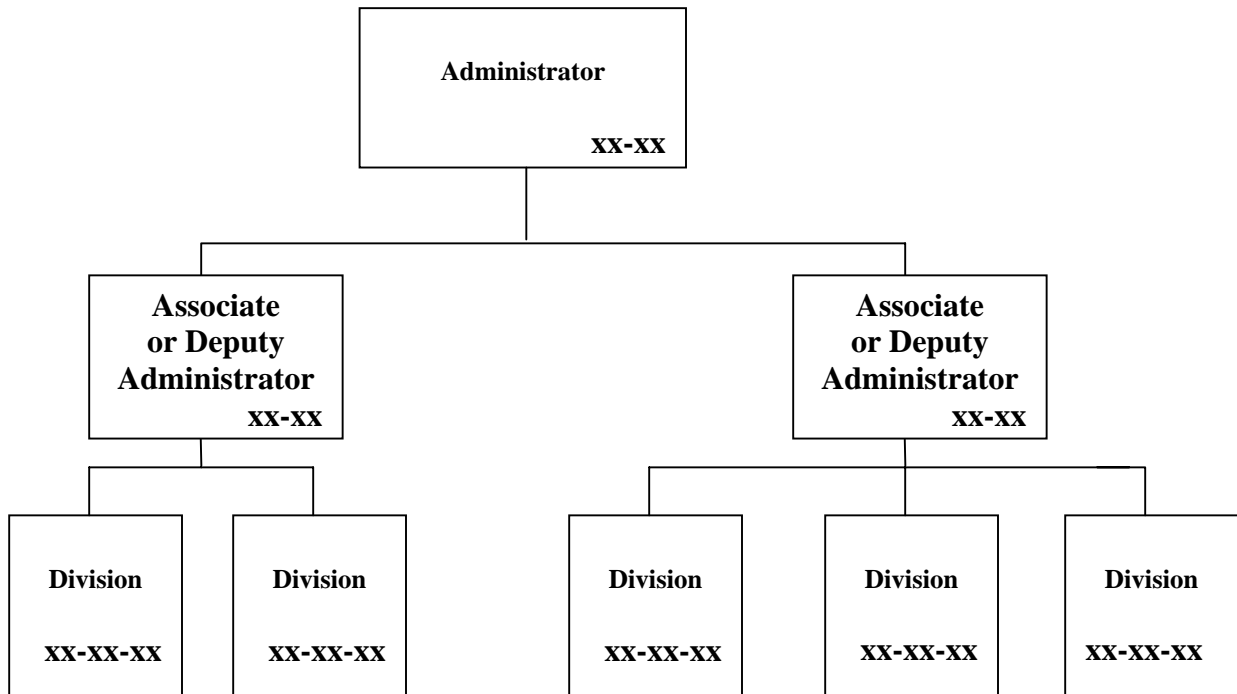 Administrator
xx-xx
Associate
or Deputy
Administrator
xx-xx
Associate
or Deputy
Administrator
xx-xx
Division
xx-xx-xx
Division
xx-xx-xx
Division
xx-xx-xx
Division
xx-xx-xx
Division
xx-xx-xx